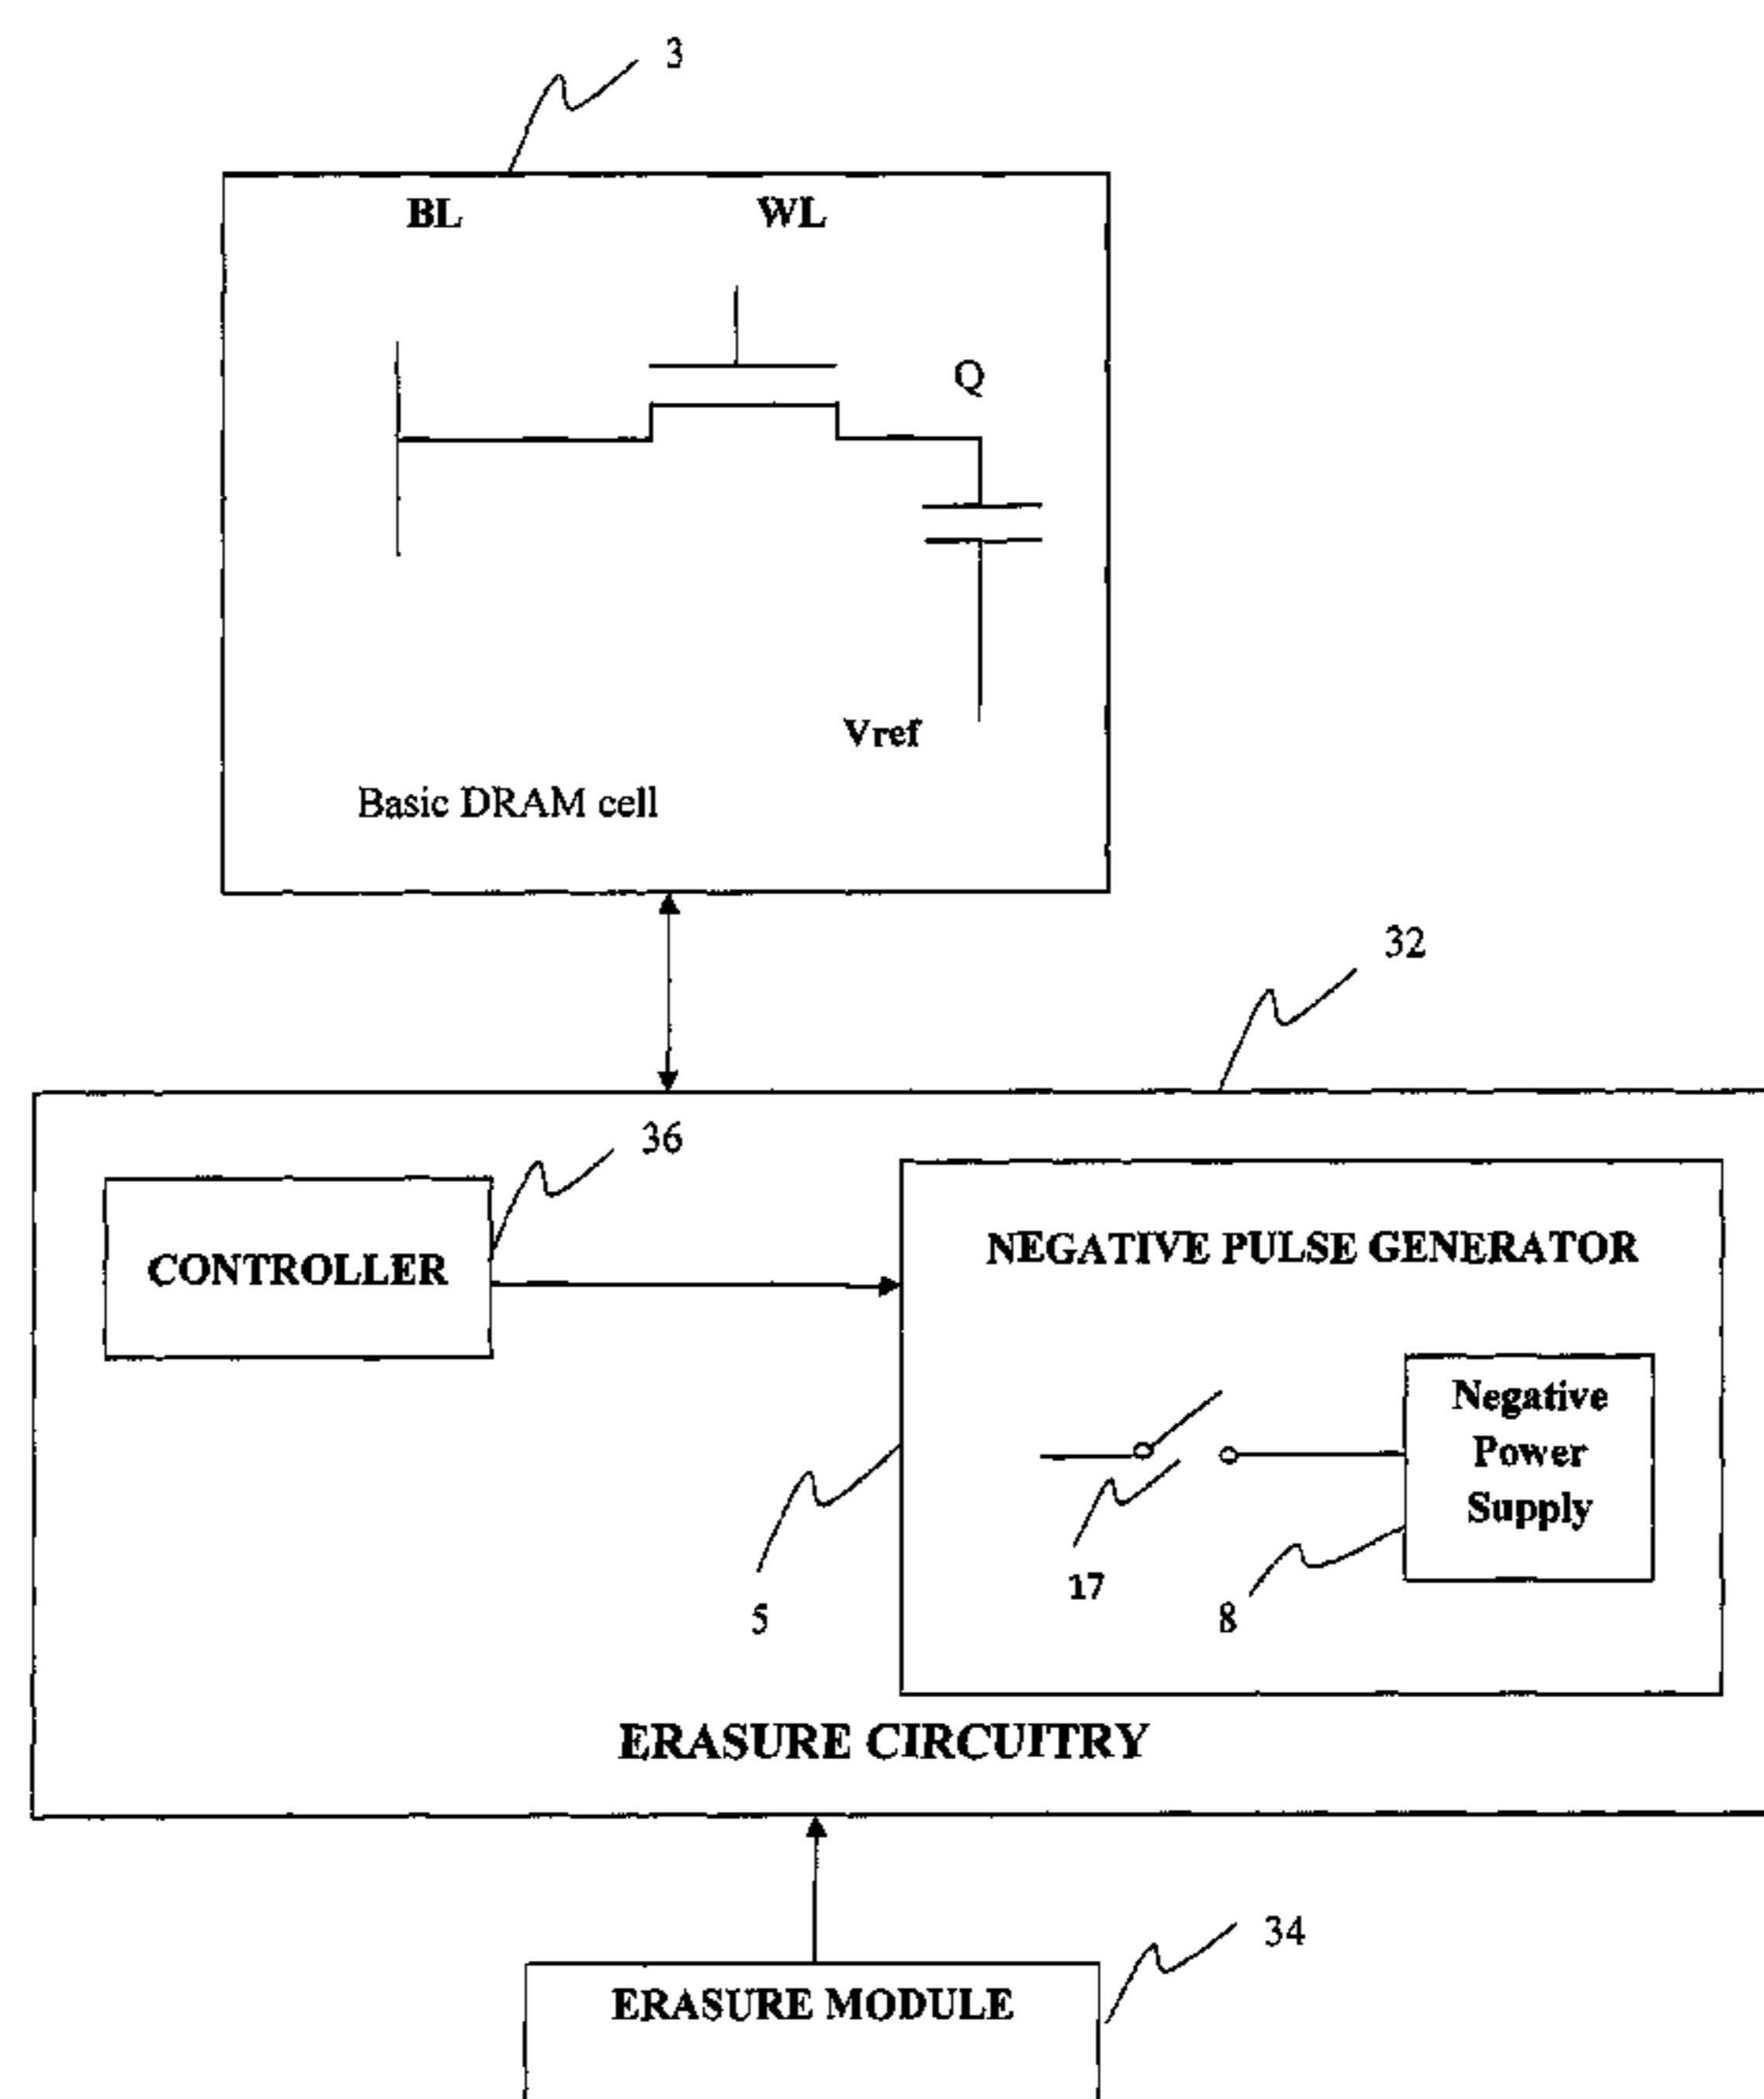 3
BL
WL
Q
Vref
Basic DRAM cell
32
36
CONTROLLER
NEGATIVE PULSE GENERATOR
Negative
Power
Supply
17
8
5
ERASURE CIRCUITRY
34
ERASURE MODULE